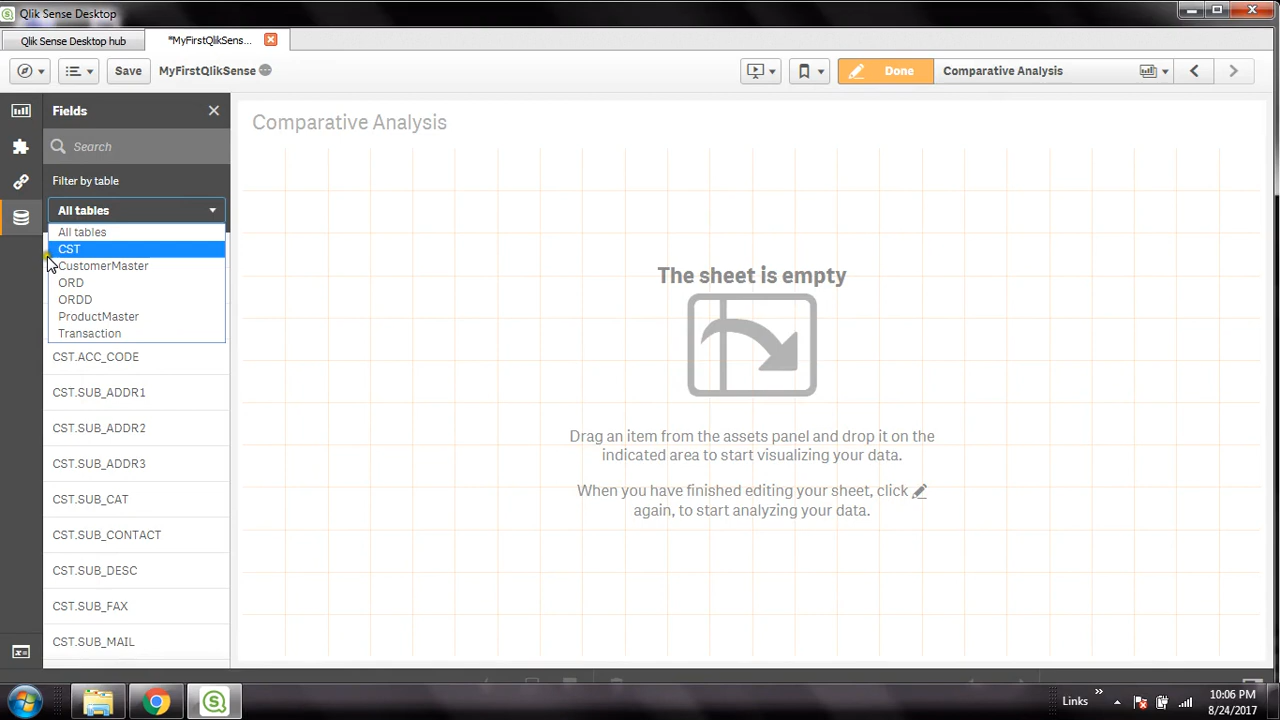 Qlik Sense Desktop
Qlik Sense Desktop hub
*MyFirstQlikSens...
Save
MyFirstQlikSense
Done
Comparative Analysis
Fields
Search
Filter by table
All tables
All tables
CST
CustomerMaster
ORD
ORDD
ProductMaster
Transaction
CST.ACC_CODE
CST.SUB_ADDR1
CST.SUB_ADDR2
CST.SUB_ADDR3
CST.SUB_CAT
CST.SUB_CONTACT
CST.SUB_DESC
CST.SUB_FAX
CST.SUB_MAIL
Comparative Analysis
The sheet is empty
Drag an item from the assets panel and drop it on the
indicated area to start visualizing your data.
When you have finished editing your sheet, click
again, to start analyzing your data.
Links
10:06 PM
8/24/2017